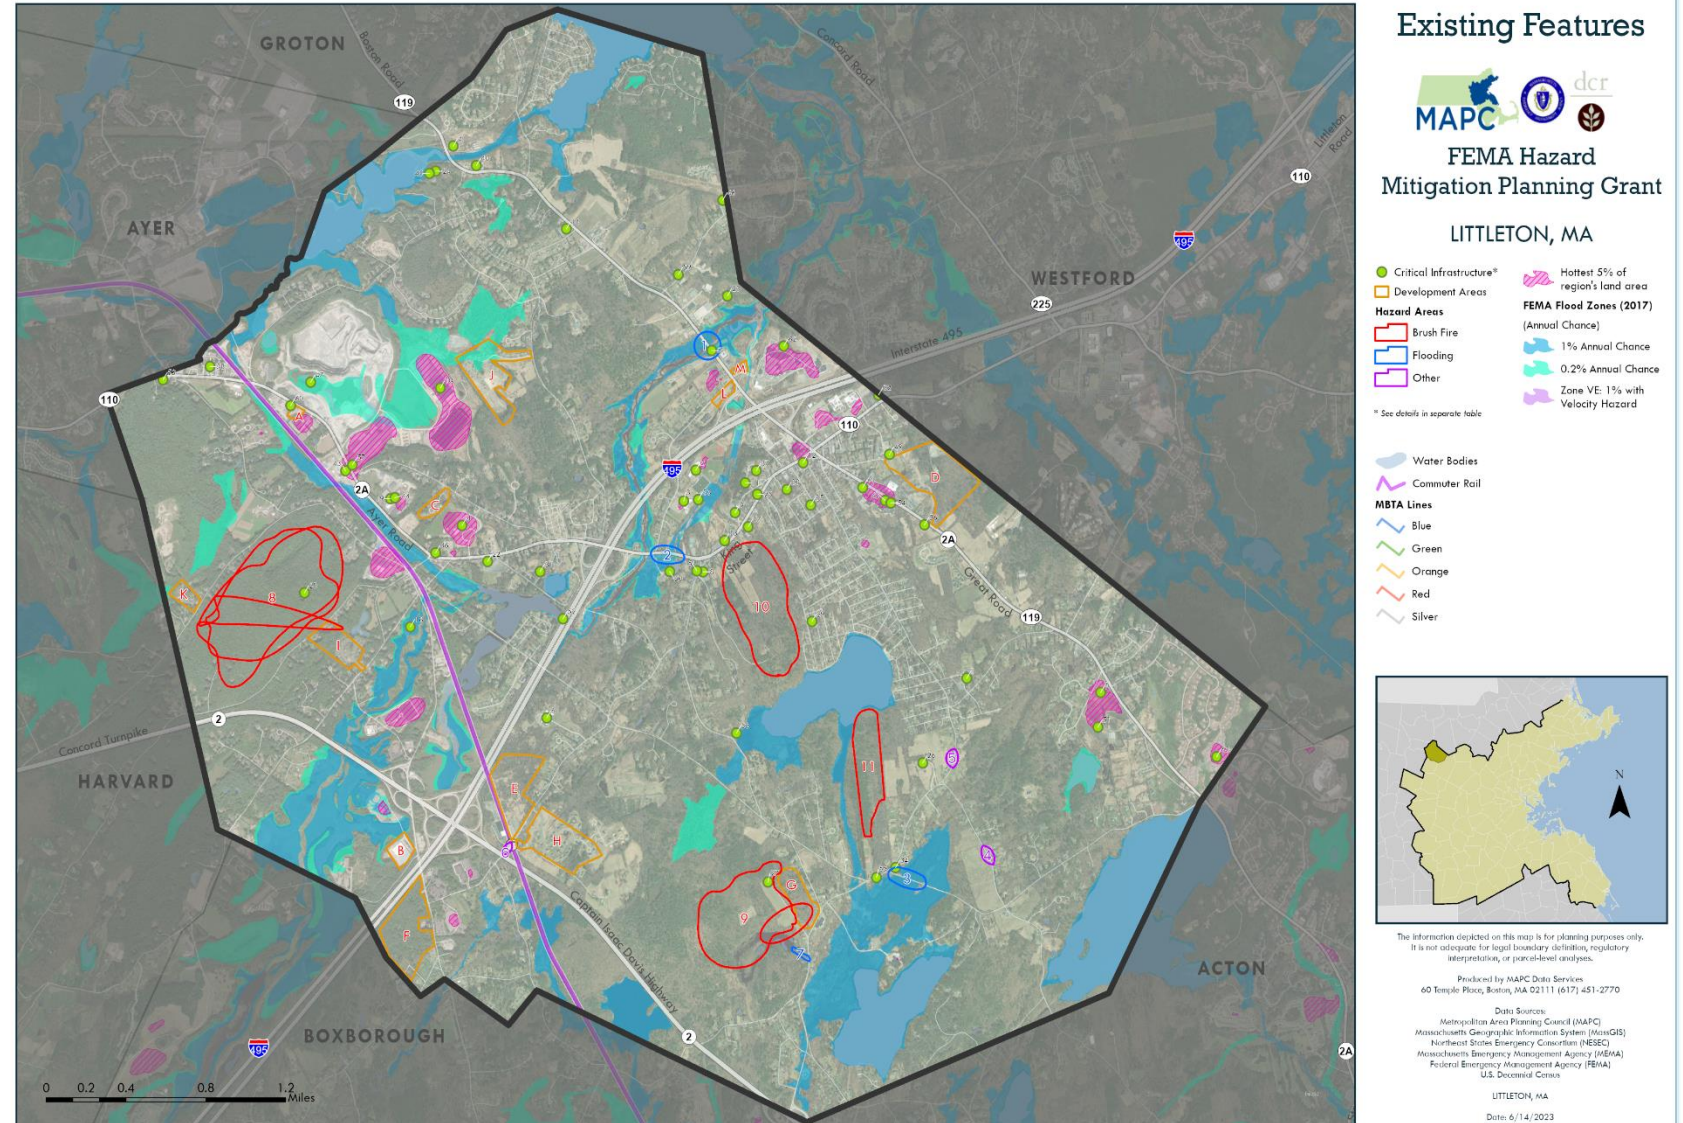 Existing Features
MAPC
dcr
FEMA Hazard
Mitigation Planning Grant
LITTLETON, MA
Critical Infrastructure*
Development Areas
Hazard Areas
Brush Fire
Flooding
Other
* See details in separate table
Hottest 5% of
region's land area
FEMA Flood Zones (2017)
(Annual Chance)
1% Annual Chance
0.2% Annual Chance
Zone VE: 1% with
Velocity Hazard
Water Bodies
Commuter Rail
MBTA Lines
Blue
Green
Orange
Red
Silver
N
The information depicted on this map is for planning purposes only.
It is not adequate for legal boundary definition, regulatory
interpretation, or parcel-level analyses.
Produced by MAPC Data Services
60 Temple Place, Boston, MA 02111 (617) 451-2770
Data Sources:
Metropolitan Area Planning Council (MAPC)
Massachusetts Geographic Information System (MassGIS)
Northeast States Emergency Consortium (NESEC)
Massachusetts Emergency Management Agency (MEMA)
Federal Emergency Management Agency (FEMA)
U.S. Decennial Census
LITTLETON, MA
Date: 6/14/2023
GROTON
Boston Road
119
Concord Road
Littleton
Road
110
AYER
495
WESTFORD
225
Interstate 495
1
M
L
J
110
A
110
495
2A
C
D
Ayer Road
2
King
Street
2A
Great Road
119
K
8
I
10
2
Concord Turnpike
HARVARD
11
5
E
H
B
6
4
G
3
9
7
F
Captain Isaac Davis Highway
ACTON
BOXBOROUGH
495
2
2A
0 0.2 0.4 0.8 1.2
Miles